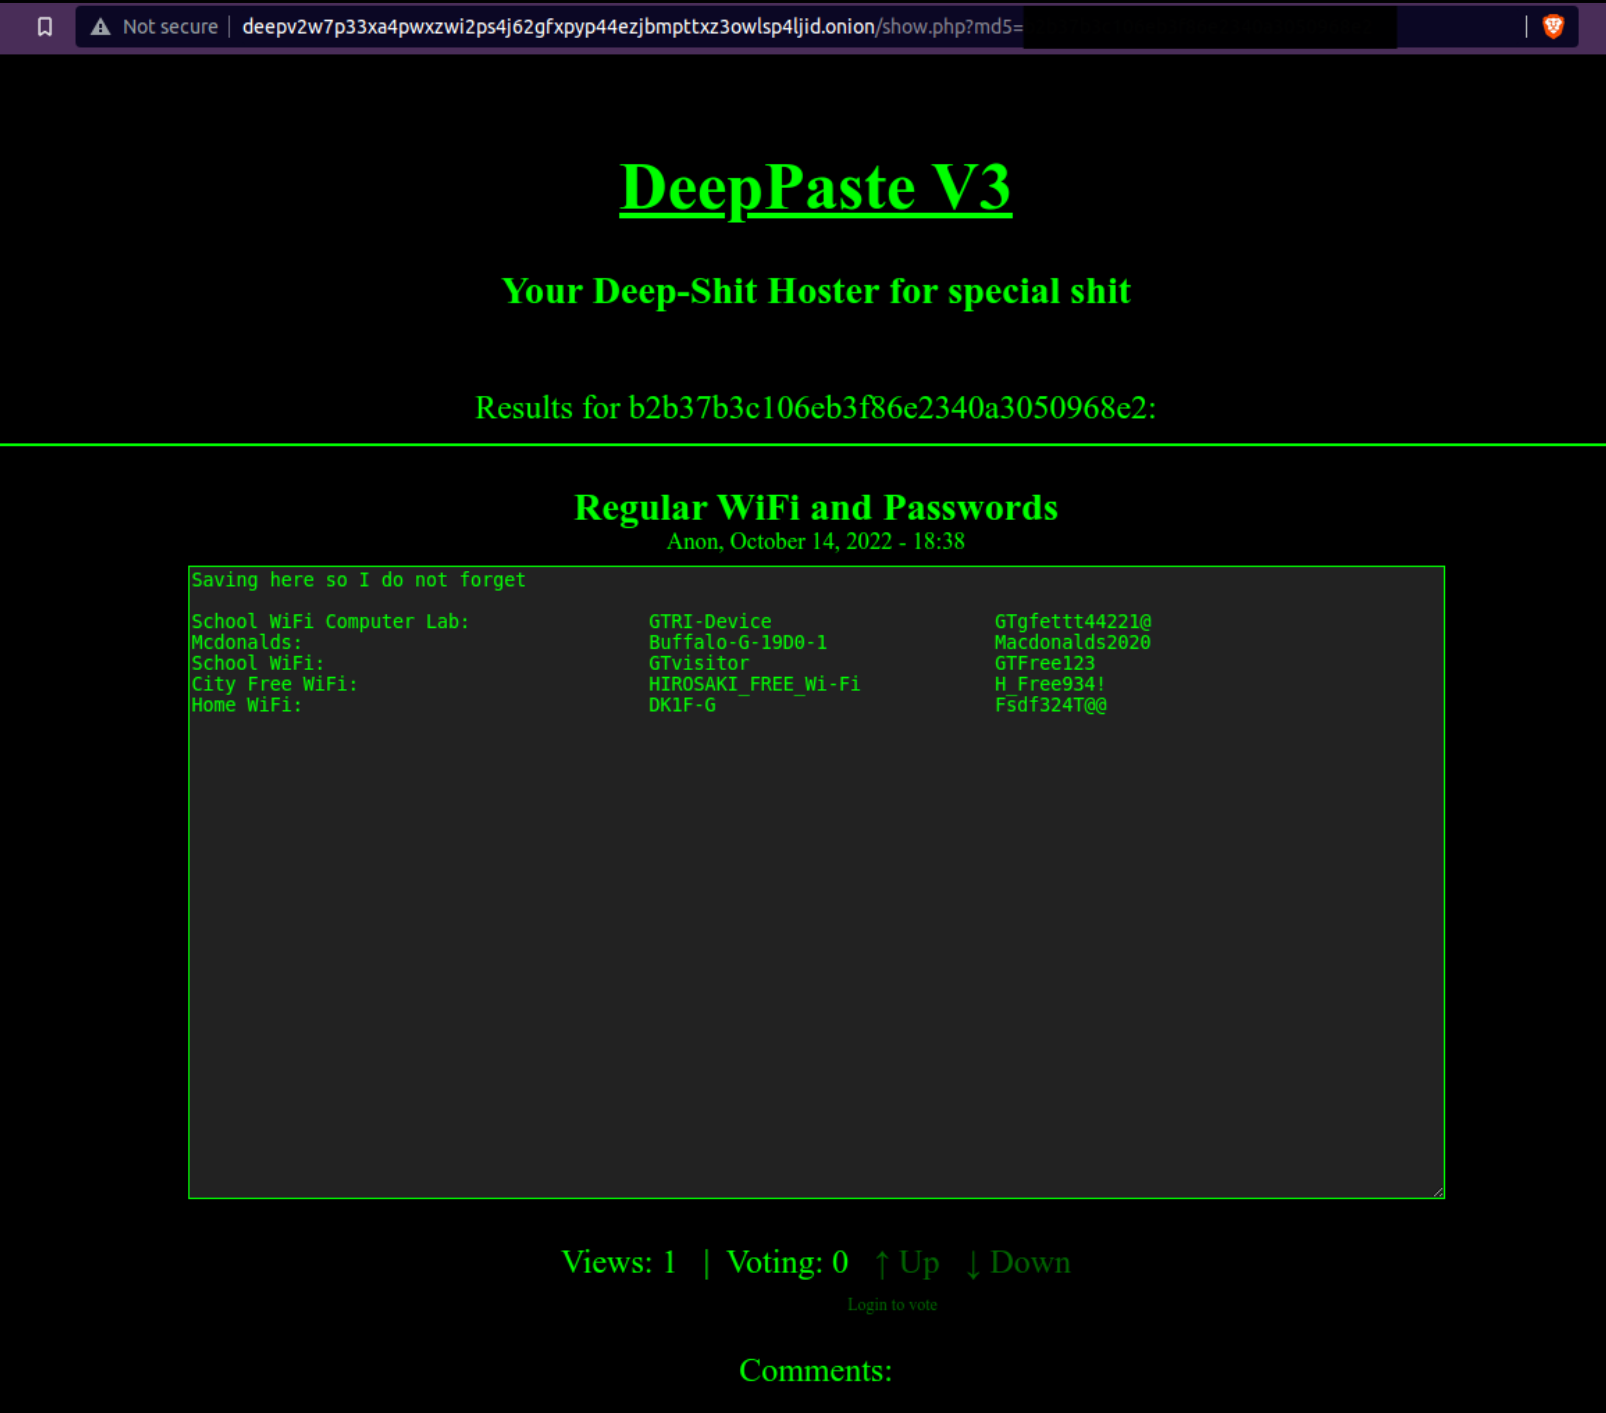 Not secure deepv2w7p33xa4pwxzwi2ps4j62gfxpyp44ezjbmpttxz3owlsp4ljid.onion/show.php?md5=
DeepPaste V3
Your Deep-Shit Hoster for special shit
Results for b2b37b3c106eb3f86e2340a3050968e2:
Regular WiFi and Passwords
Anon, October 14, 2022 - 18:38
Saving here so I do not forget
School WiFi Computer Lab: GTRI-Device GTgfettt44221@
Mcdonalds: Buffalo-G-19D0-1 Macdonalds2020
School WiFi: GTvisitor GTFree123
City Free WiFi: HIROSAKI_FREE_Wi-Fi H_Free934!
Home WiFi: DK1F-G Fsdf324T@@
Views: 1 | Voting: 0 ↑ Up ↓ Down
Login to vote
Comments: